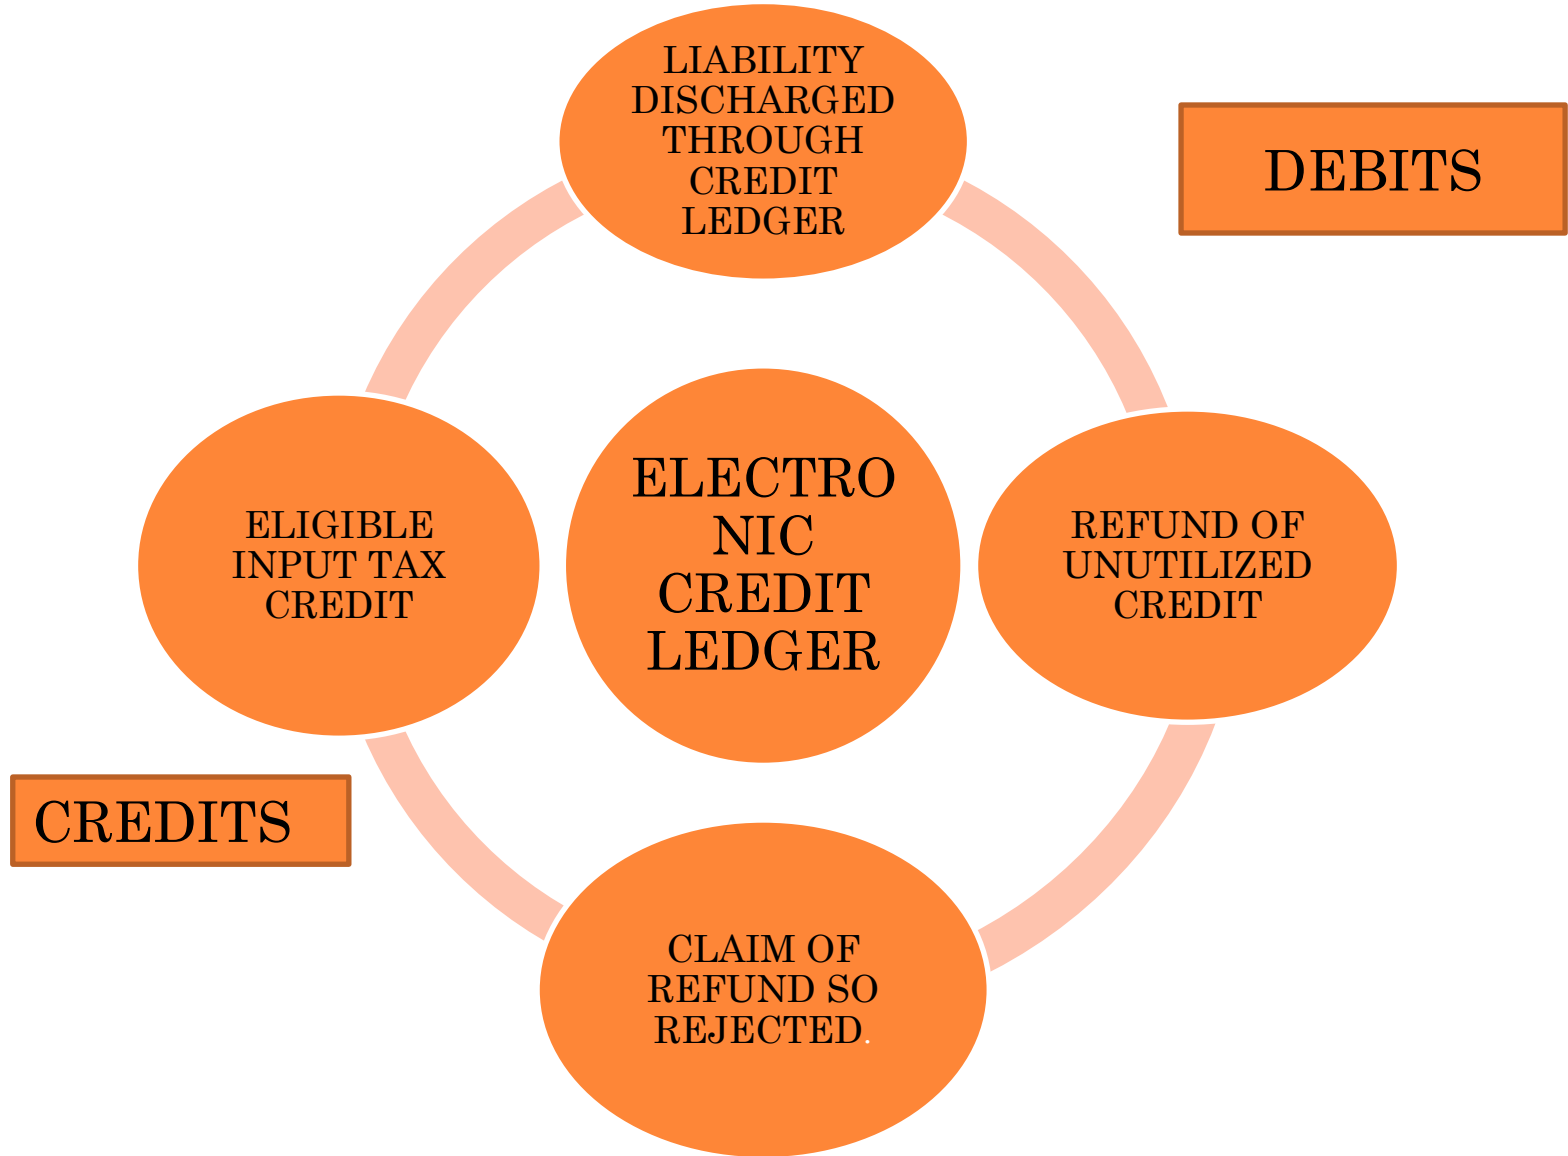 LIABILITY
DISCHARGED
THROUGH
CREDIT
LEDGER
DEBITS
ELIGIBLE
INPUT TAX
CREDIT
ELECTRO
NIC
CREDIT
LEDGER
REFUND OF
UNUTILIZED
CREDIT
CREDITS
CLAIM OF
REFUND SO
REJECTED.